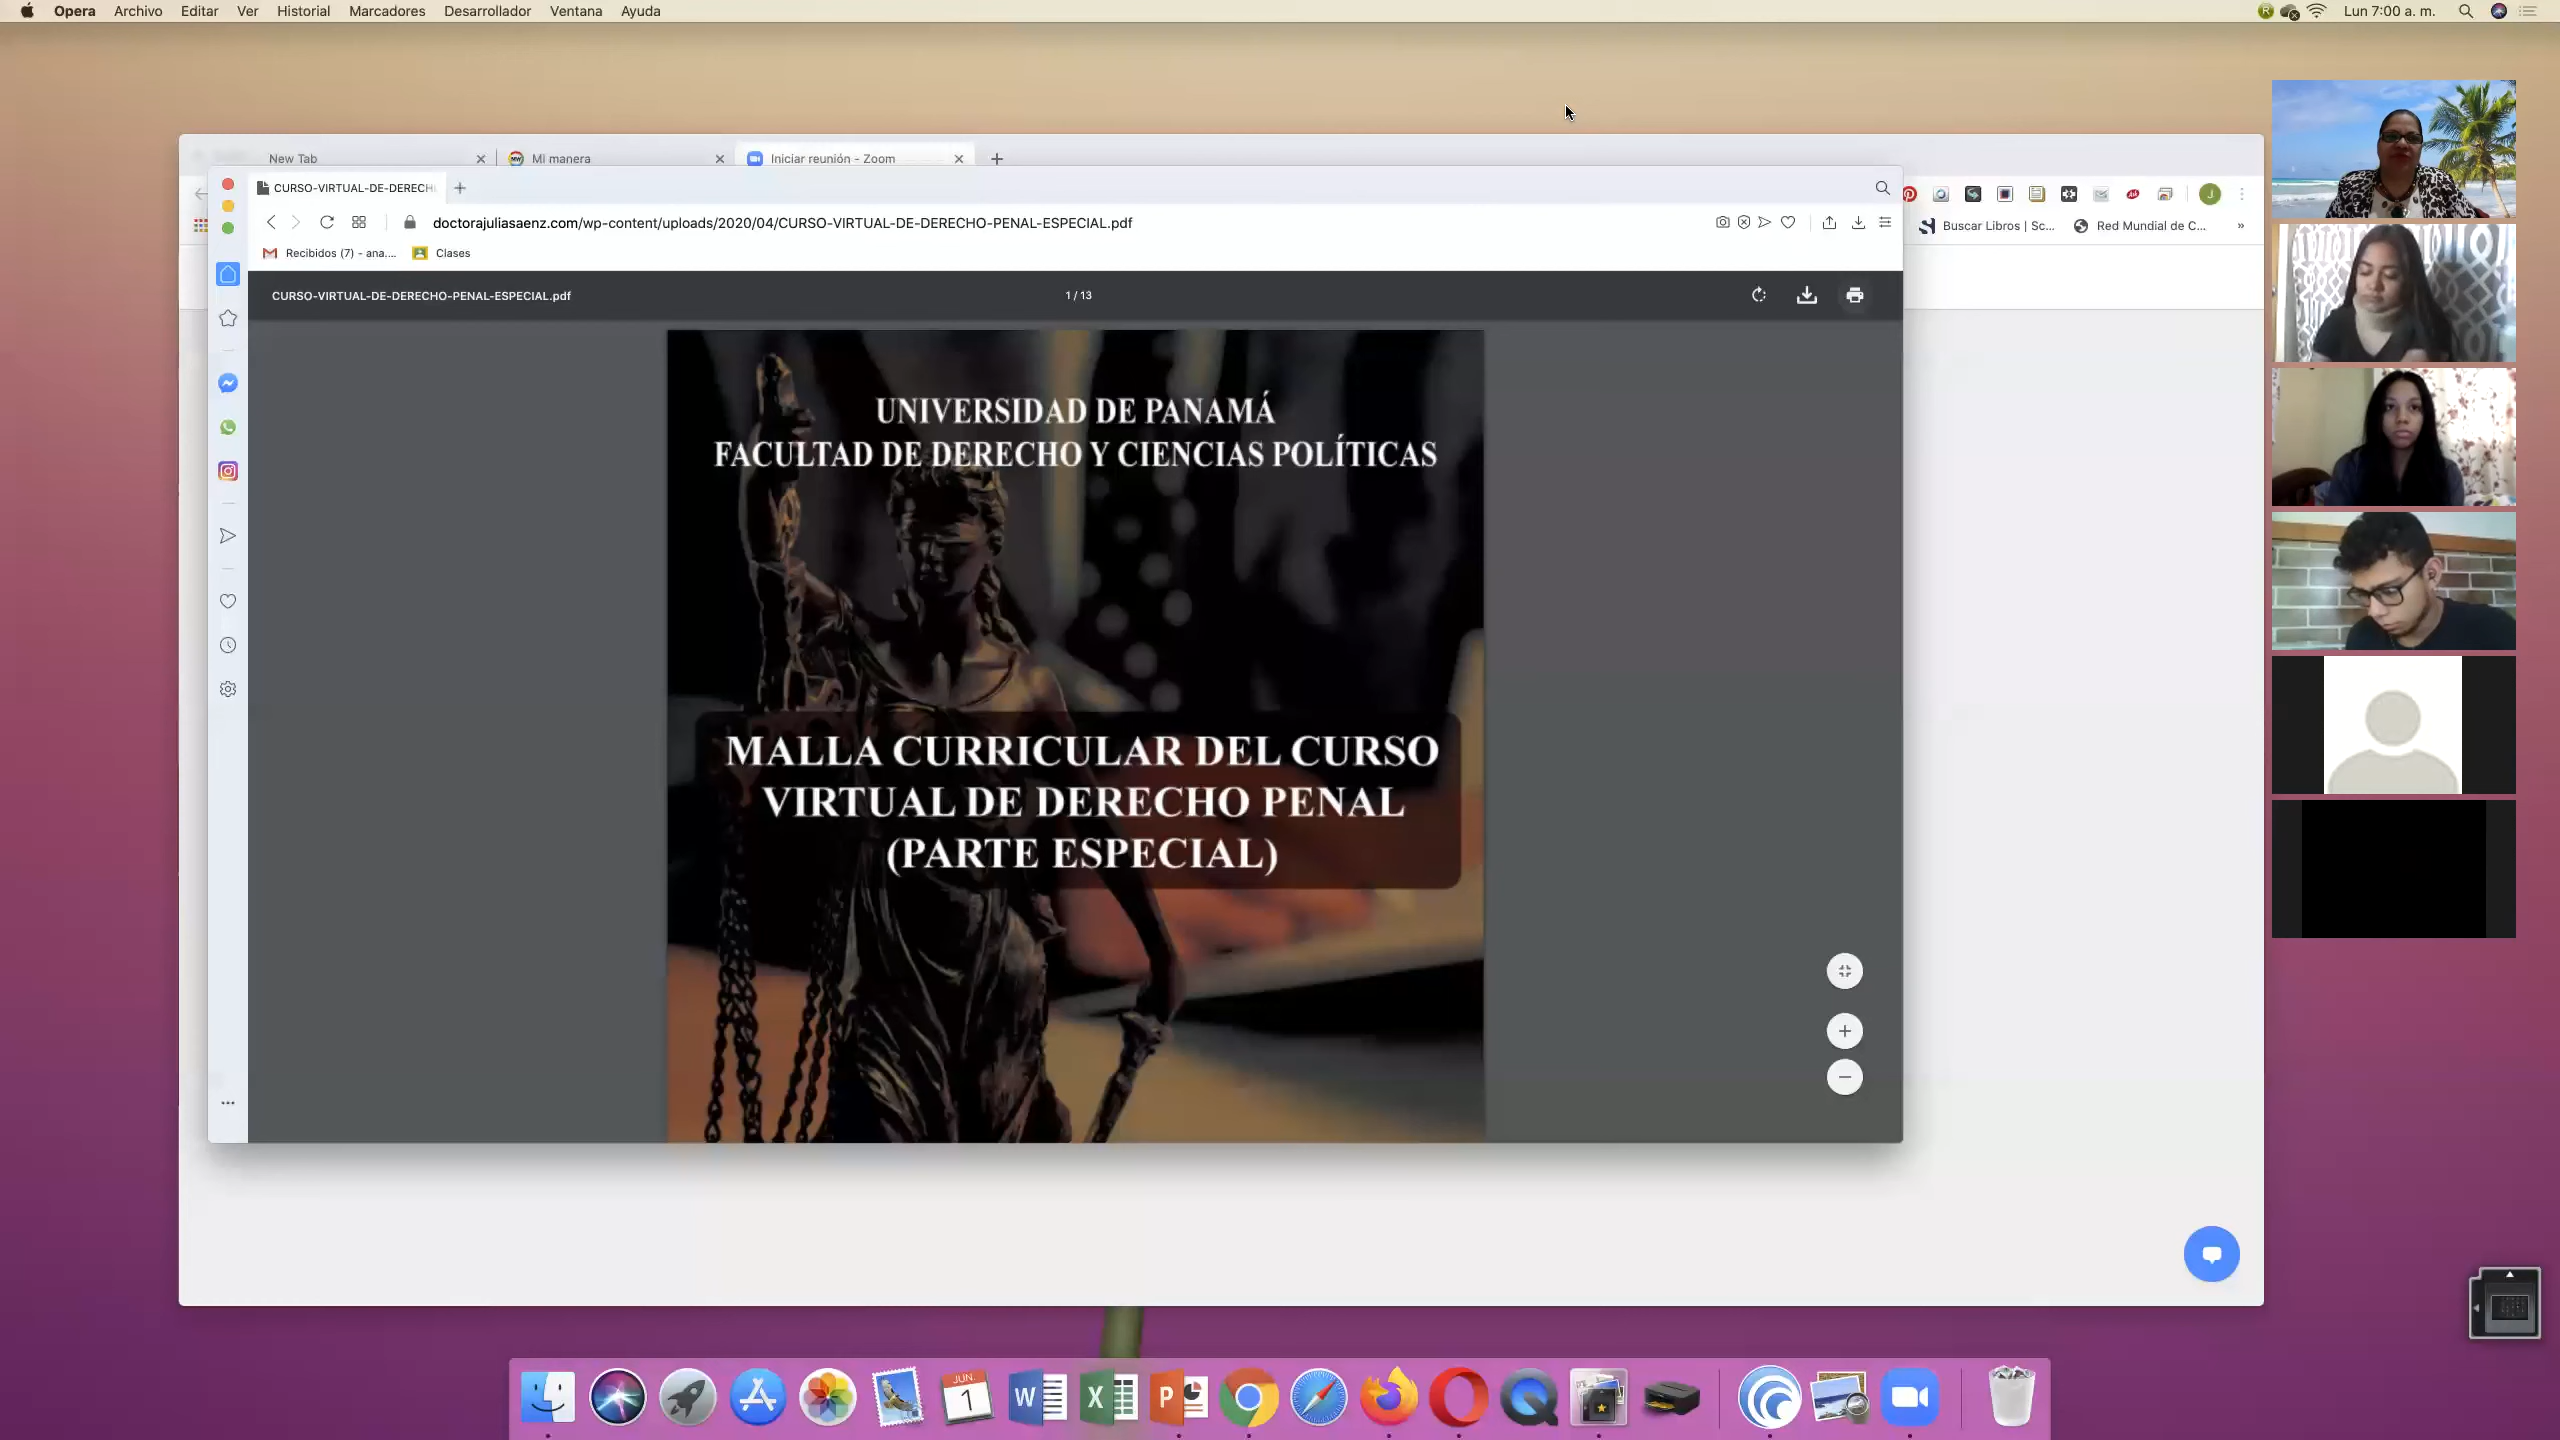 Opera Archivo Editar Ver Historial Marcadores Desarrollador Ventana Ayuda
Lun 7:00 a. m.
New Tab
Mi manera
Iniciar reunión - Zoom
CURSO-VIRTUAL-DE-DERECH
doctorajuliasaenz.com/wp-content/uploads/2020/04/CURSO-VIRTUAL-DE-DERECHO-PENAL-ESPECIAL.pdf
J
Buscar Libros | Sc...
Red Mundial de C...
»
Recibidos (7) - ana....
Clases
CURSO-VIRTUAL-DE-DERECHO-PENAL-ESPECIAL.pdf
1 / 13
UNIVERSIDAD DE PANAMÁ
FACULTAD DE DERECHO Y CIENCIAS POLÍTICAS
MALLA CURRICULAR DEL CURSO
VIRTUAL DE DERECHO PENAL
(PARTE ESPECIAL)
JUN.
1
W
X
P